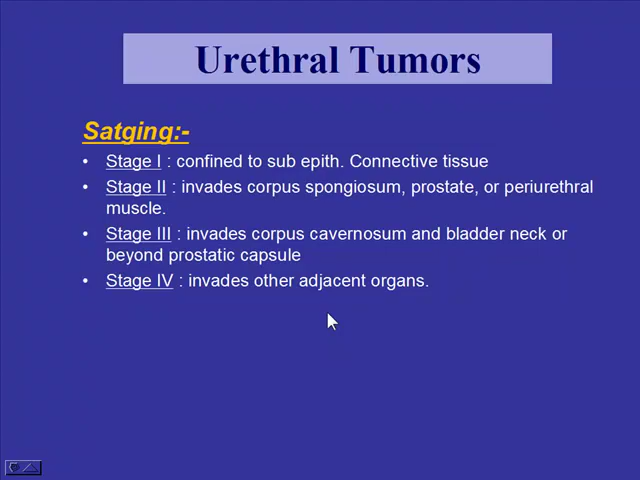 Urethral Tumors
Satging:-
• Stage I : confined to sub epith. Connective tissue
• Stage II : invades corpus spongiosum, prostate, or periurethral
muscle.
• Stage III : invades corpus cavernosum and bladder neck or
beyond prostatic capsule
• Stage IV : invades other adjacent organs.